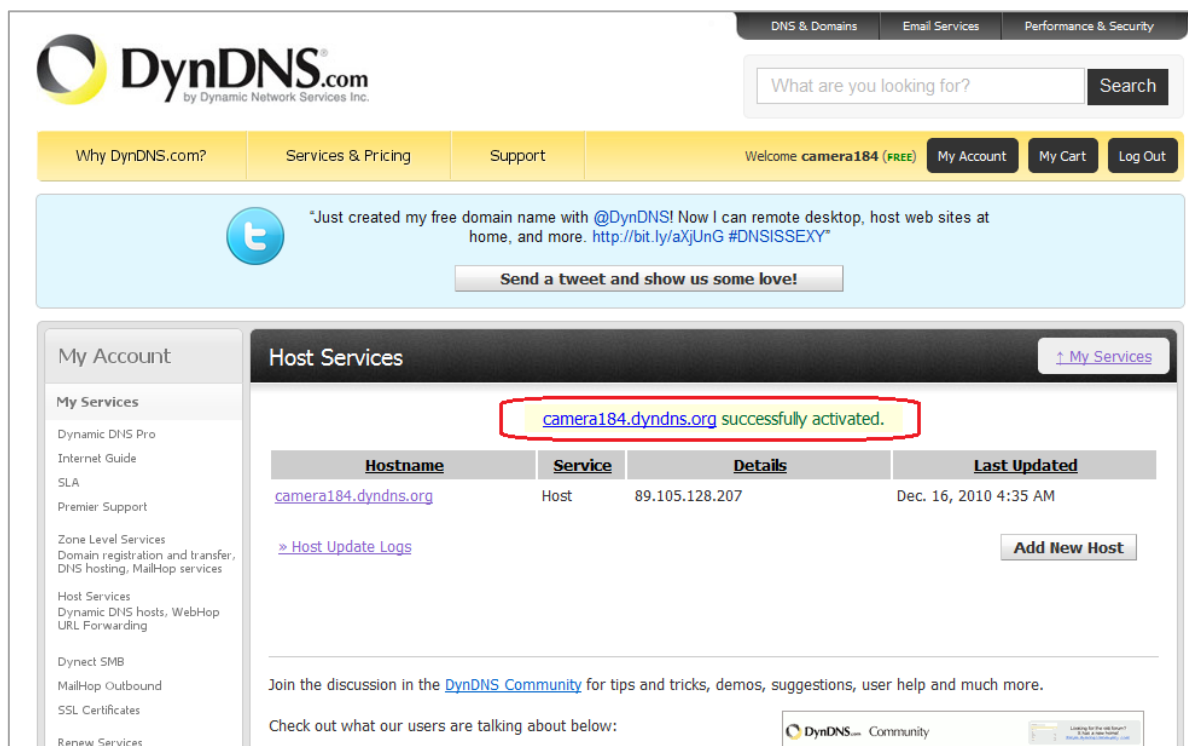 DNS & Domains Email Services Performance & Security
DynDNS.com
by Dynamic Network Services Inc.
What are you looking for? Search
Why DynDNS.com? Services & Pricing Support Welcome camera184 (FREE) My Account My Cart Log Out
“Just created my free domain name with @DynDNS! Now I can remote desktop, host web sites at
home, and more. http://bit.ly/aXjUnG #DNSISSEXY”
Send a tweet and show us some love!
My Account
My Services
Dynamic DNS Pro
Internet Guide
SLA
Premier Support
Zone Level Services
Domain registration and transfer,
DNS hosting, MailHop services
Host Services
Dynamic DNS hosts, WebHop
URL Forwarding
Dynect SMB
MailHop Outbound
SSL Certificates
Renew Services
Host Services ↑ My Services
camera184.dyndns.org successfully activated.
Hostname Service Details Last Updated
camera184.dyndns.org Host 89.105.128.207 Dec. 16, 2010 4:35 AM
» Host Update Logs Add New Host
Join the discussion in the DynDNS Community for tips and tricks, demos, suggestions, user help and much more.
Check out what our users are talking about below:
DynDNS Community